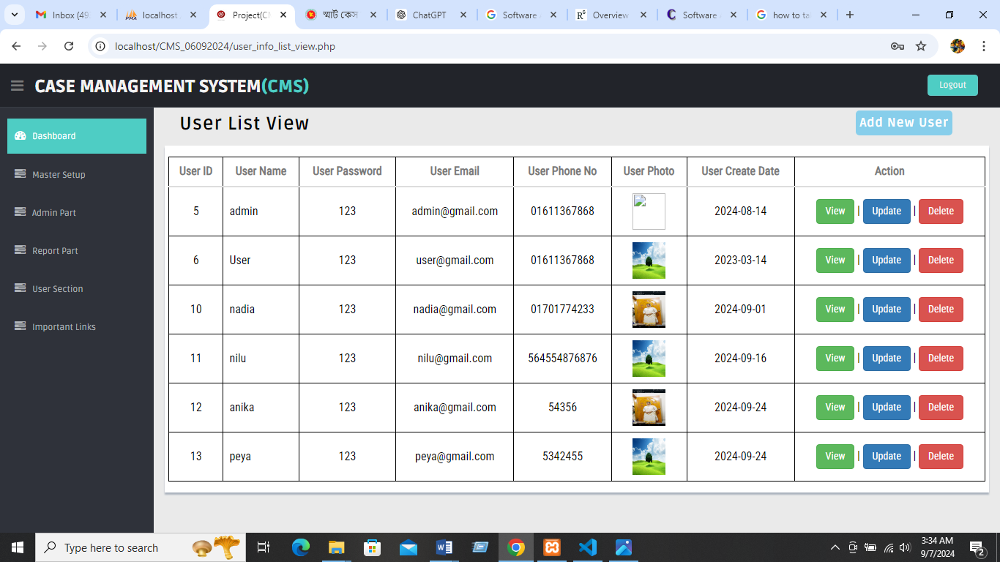 Inbox (49
localhost
Project(C
স্মার্ট কেস
ChatGPT
Software
Overview
Software
how to ta
localhost/CMS_06092024/user_info_list_view.php
CASE MANAGEMENT SYSTEM(CMS)
Logout
Dashboard
Master Setup
Admin Part
Report Part
User Section
Important Links
User List View
Add New User
User ID User Name User Password User Email User Phone No User Photo User Create Date Action
5 admin 123 admin@gmail.com 01611367868 2024-08-14 View | Update | Delete
6 User 123 user@gmail.com 01611367868 2023-03-14 View | Update | Delete
10 nadia 123 nadia@gmail.com 01701774233 2024-09-01 View | Update | Delete
11 nilu 123 nilu@gmail.com 564554876876 2024-09-16 View | Update | Delete
12 anika 123 anika@gmail.com 54356 2024-09-24 View | Update | Delete
13 peya 123 peya@gmail.com 5342455 2024-09-24 View | Update | Delete
Type here to search
3:34 AM
9/7/2024
2